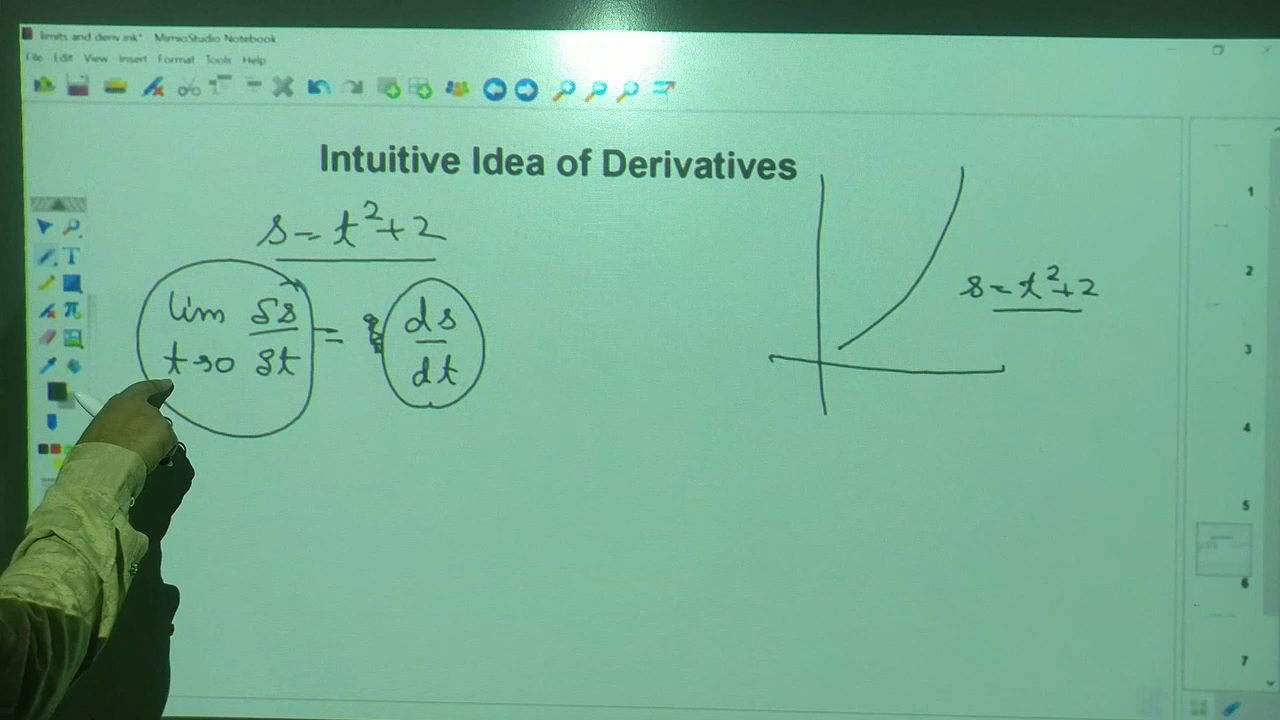 limits and deriv.ink* - MimioStudio Notebook
File Edit View Insert Format Tools Help
Intuitive Idea of Derivatives
s = t²+2
lim δs/δt = ds/dt
t→0
s = t²+2
1
2
3
4
5
6
7